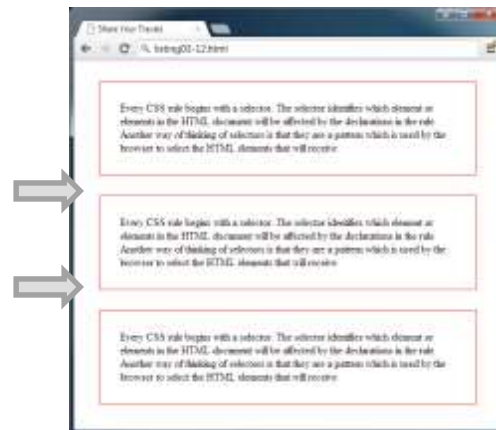 Share Your Travels
listing03-12.html
Every CSS rule begins with a selector. The selector identifies which element or
elements in the HTML document will be affected by the declarations in the rule.
Another way of thinking of selectors is that they are a pattern which is used by the
browser to select the HTML elements that will receive
Every CSS rule begins with a selector. The selector identifies which element or
elements in the HTML document will be affected by the declarations in the rule.
Another way of thinking of selectors is that they are a pattern which is used by the
browser to select the HTML elements that will receive
Every CSS rule begins with a selector. The selector identifies which element or
elements in the HTML document will be affected by the declarations in the rule.
Another way of thinking of selectors is that they are a pattern which is used by the
browser to select the HTML elements that will receive